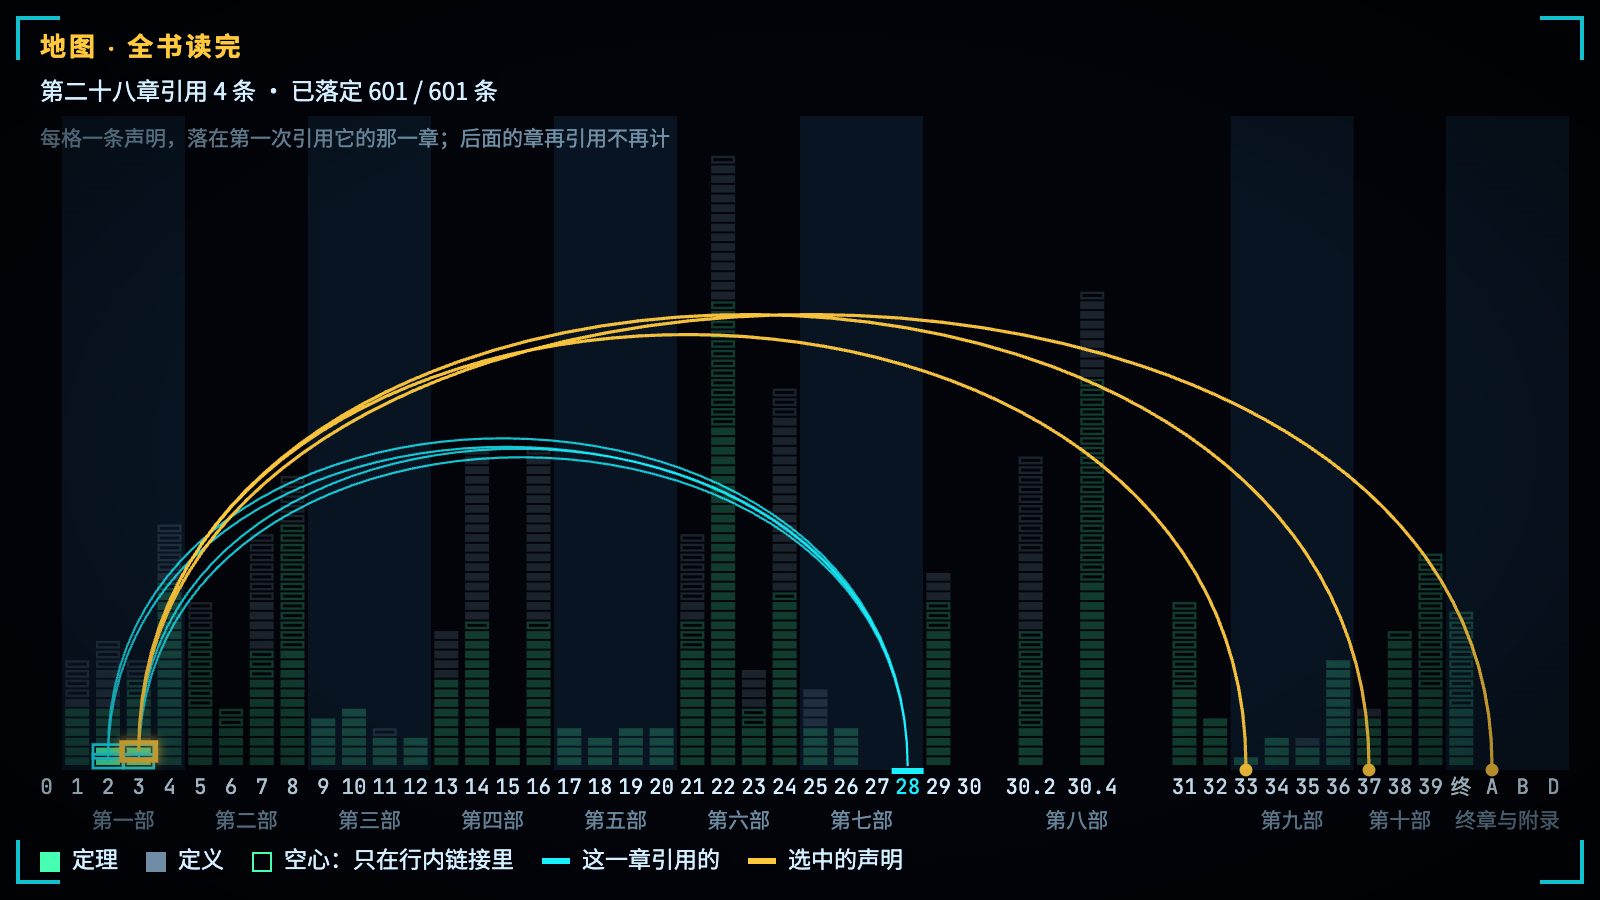 地图 · 全书读完
第二十八章引用 4 条 · 已落定 601 / 601 条
每格一条声明，落在第一次引用它的那一章；后面的章再引用不再计
0 1 2 3 4 5 6 7 8 9 10 11 12 13 14 15 16 17 18 19 20 21 22 23 24 25 26 27 28 29 30 30.2 30.4 31 32 33 34 35 36 37 38 39 终 A B D
第一部 第二部 第三部 第四部 第五部 第六部 第七部 第八部 第九部 第十部 终章与附录
定理 定义 空心：只在行内链接里 这一章引用的 选中的声明